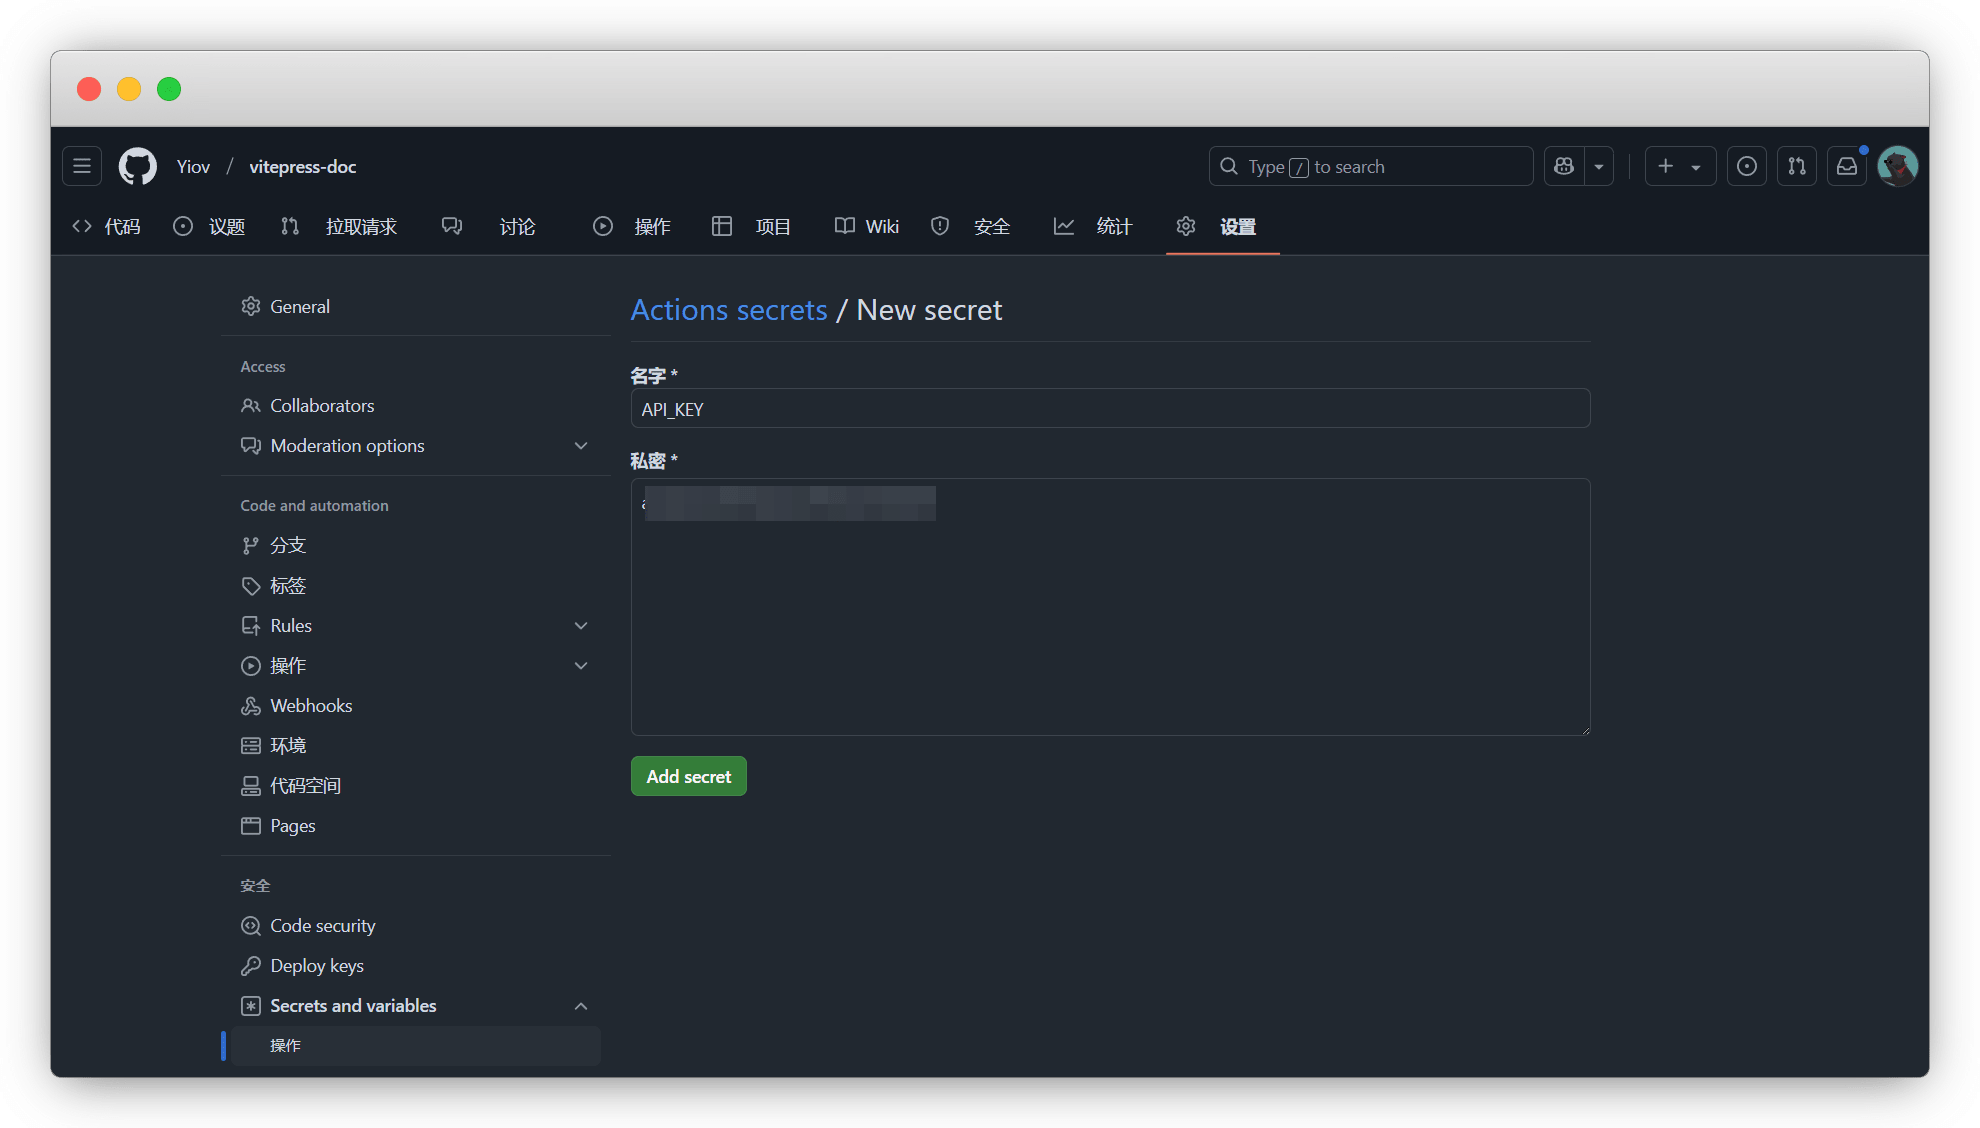 Yiov / vitepress-doc
Type / to search
代码 议题 拉取请求 讨论 操作 项目 Wiki 安全 统计 设置
General
Access
Collaborators
Moderation options
Code and automation
分支
标签
Rules
操作
Webhooks
环境
代码空间
Pages
安全
Code security
Deploy keys
Secrets and variables
操作
Actions secrets / New secret
名字 *
API_KEY
私密 *
Add secret